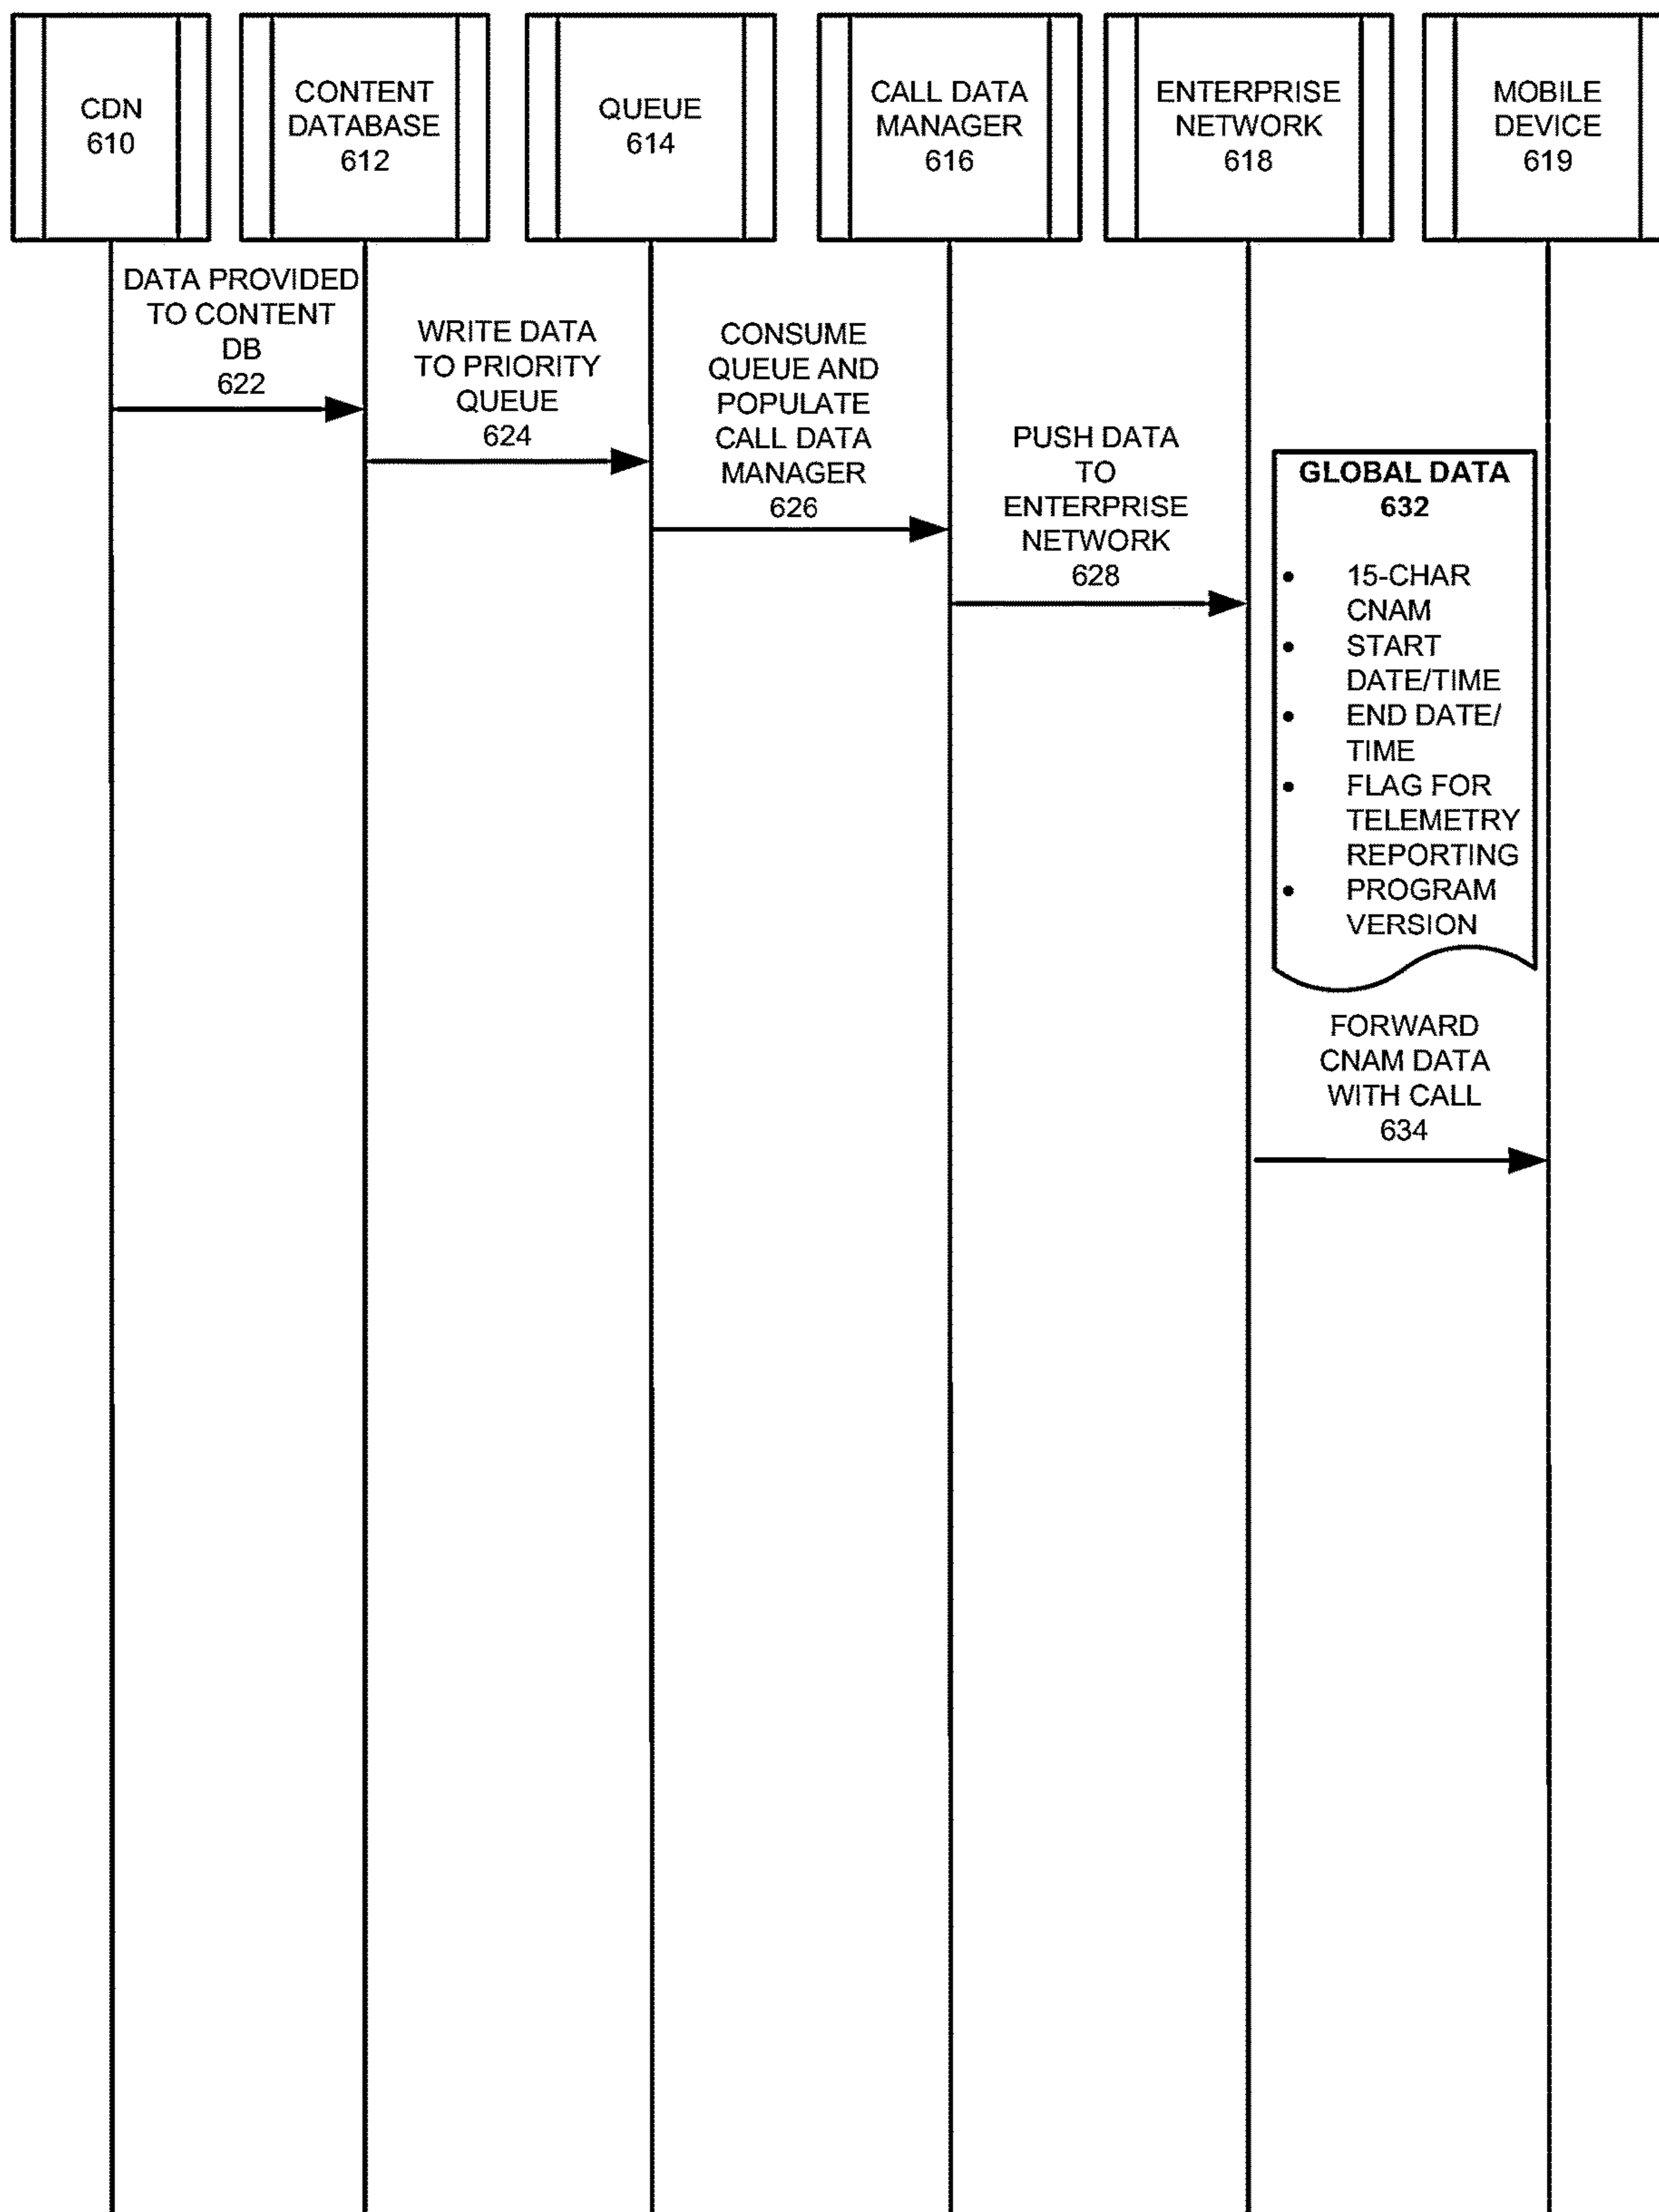 CDN
610
CONTENT
DATABASE
612
QUEUE
614
CALL DATA
MANAGER
616
ENTERPRISE
NETWORK
618
MOBILE
DEVICE
619
DATA PROVIDED
TO CONTENT
DB
622
WRITE DATA
TO PRIORITY
QUEUE
624
CONSUME
QUEUE AND
POPULATE
CALL DATA
MANAGER
626
PUSH DATA
TO
ENTERPRISE
NETWORK
628
GLOBAL DATA
632
• 15-CHAR
CNAM
• START
DATE/TIME
• END DATE/
TIME
• FLAG FOR
TELEMETRY
REPORTING
• PROGRAM
VERSION
FORWARD
CNAM DATA
WITH CALL
634